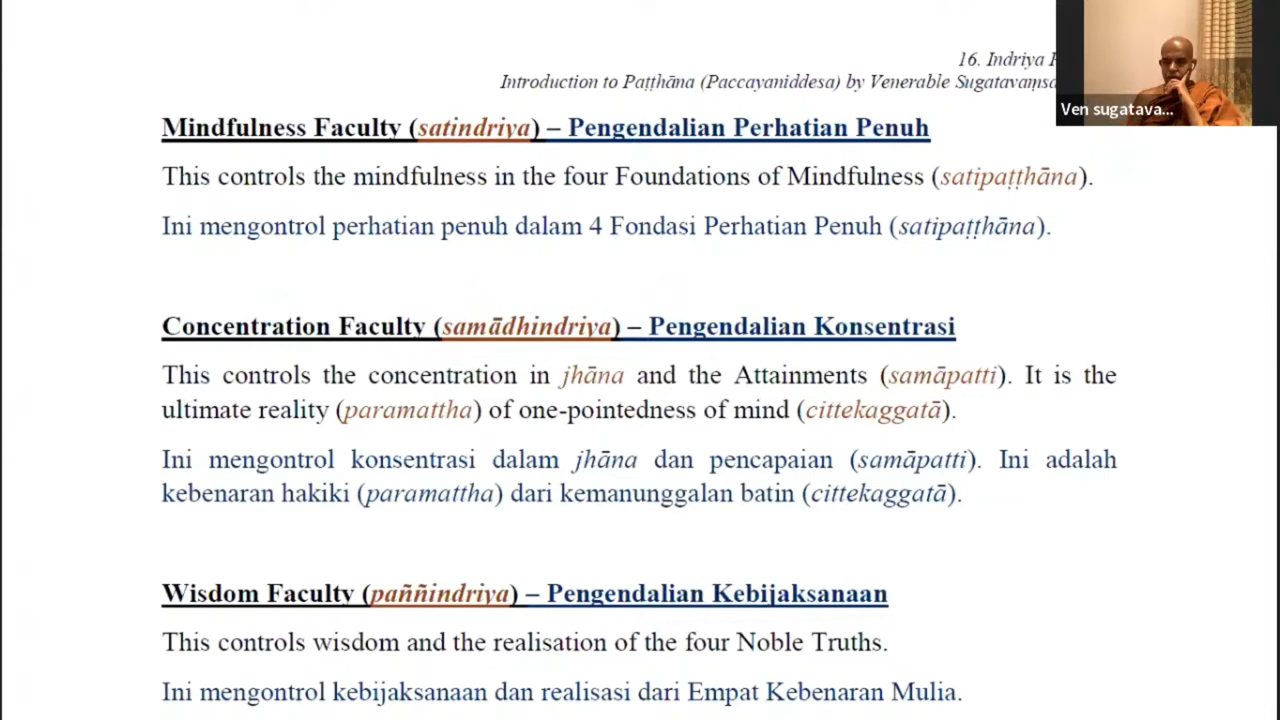 16. Indriya
Introduction to Paṭṭhāna (Paccayaniddesa) by Venerable Sugatavaṃsa
Ven sugatava...
Mindfulness Faculty (satindriya) – Pengendalian Perhatian Penuh
This controls the mindfulness in the four Foundations of Mindfulness (satipaṭṭhāna).
Ini mengontrol perhatian penuh dalam 4 Fondasi Perhatian Penuh (satipaṭṭhāna).
Concentration Faculty (samādhindriya) – Pengendalian Konsentrasi
This controls the concentration in jhāna and the Attainments (samāpatti). It is the
ultimate reality (paramattha) of one-pointedness of mind (cittekaggatā).
Ini mengontrol konsentrasi dalam jhāna dan pencapaian (samāpatti). Ini adalah
kebenaran hakiki (paramattha) dari kemanunggalan batin (cittekaggatā).
Wisdom Faculty (paññindriya) – Pengendalian Kebijaksanaan
This controls wisdom and the realisation of the four Noble Truths.
Ini mengontrol kebijaksanaan dan realisasi dari Empat Kebenaran Mulia.